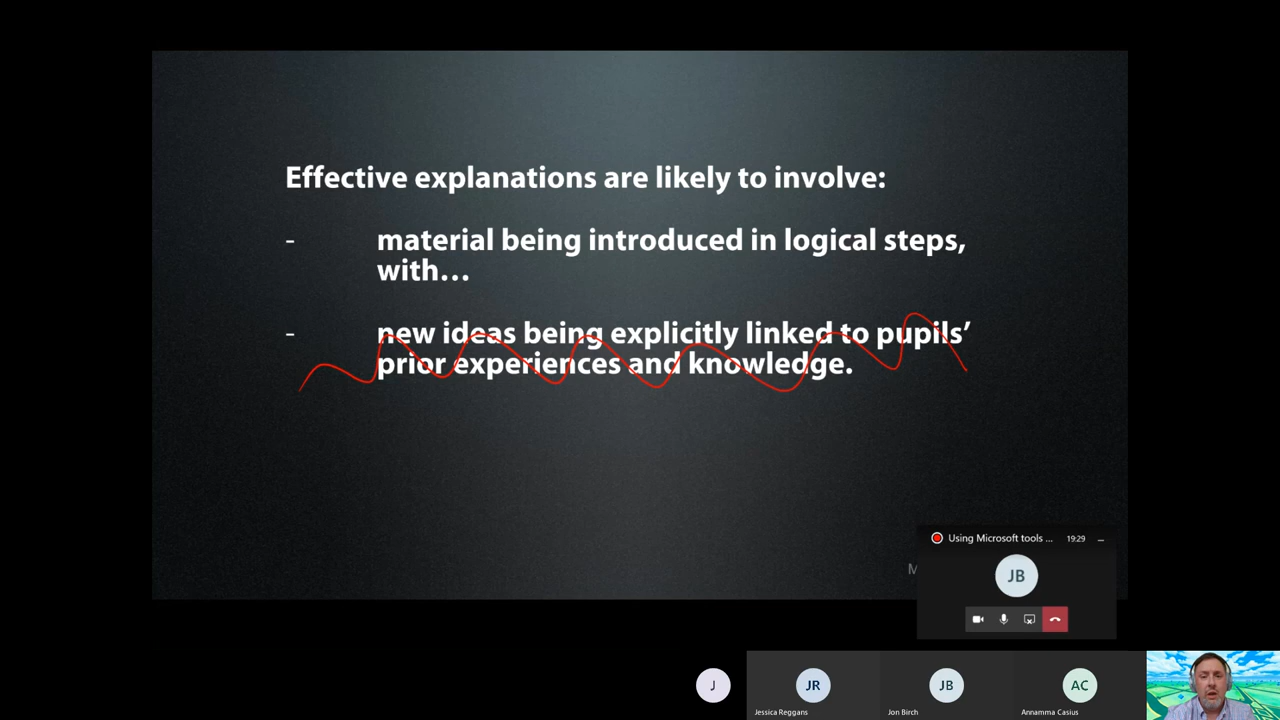 Effective explanations are likely to involve:
- material being introduced in logical steps,
with...
- new ideas being explicitly linked to pupils’
prior experiences and knowledge.
Using Microsoft tools ... 19:29
JB
M
J JR JB AC
Jessica Reggans Jon Birch Annamma Casius